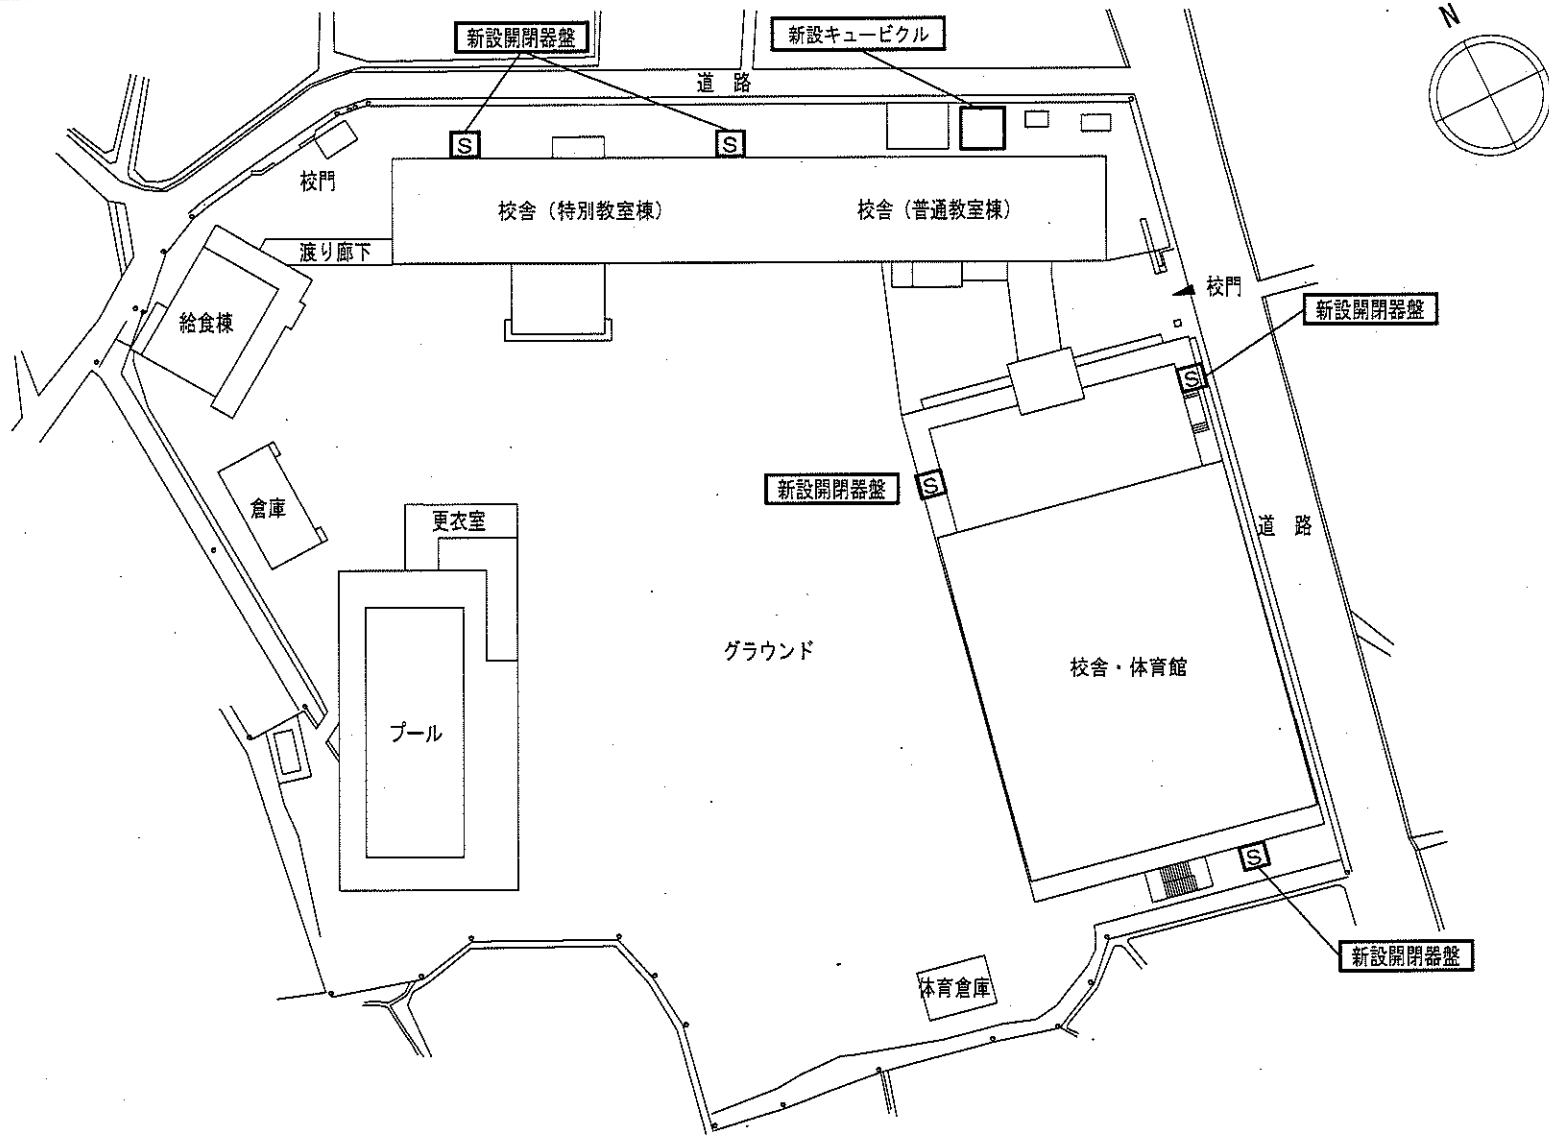 N
新設開閉器盤
新設キュービクル
道 路
S
S
校門
校舎（特別教室棟）
校舎（普通教室棟）
渡り廊下
校門
新設開閉器盤
給食棟
S
新設開閉器盤
S
倉庫
更衣室
道 路
グラウンド
校舎・体育館
プール
S
新設開閉器盤
体育倉庫